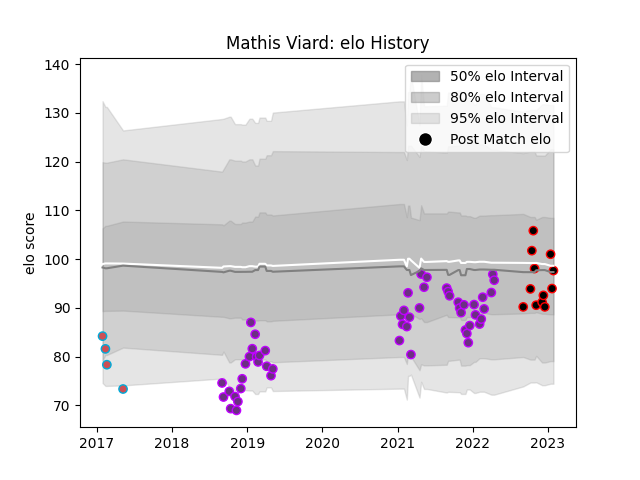 Mathis Viard: elo History
140
130
120
110
100
90
80
70
elo score
50% elo Interval
80% elo Interval
95% elo Interval
Post Match elo
2017
2018
2019
2020
2021
2022
2023